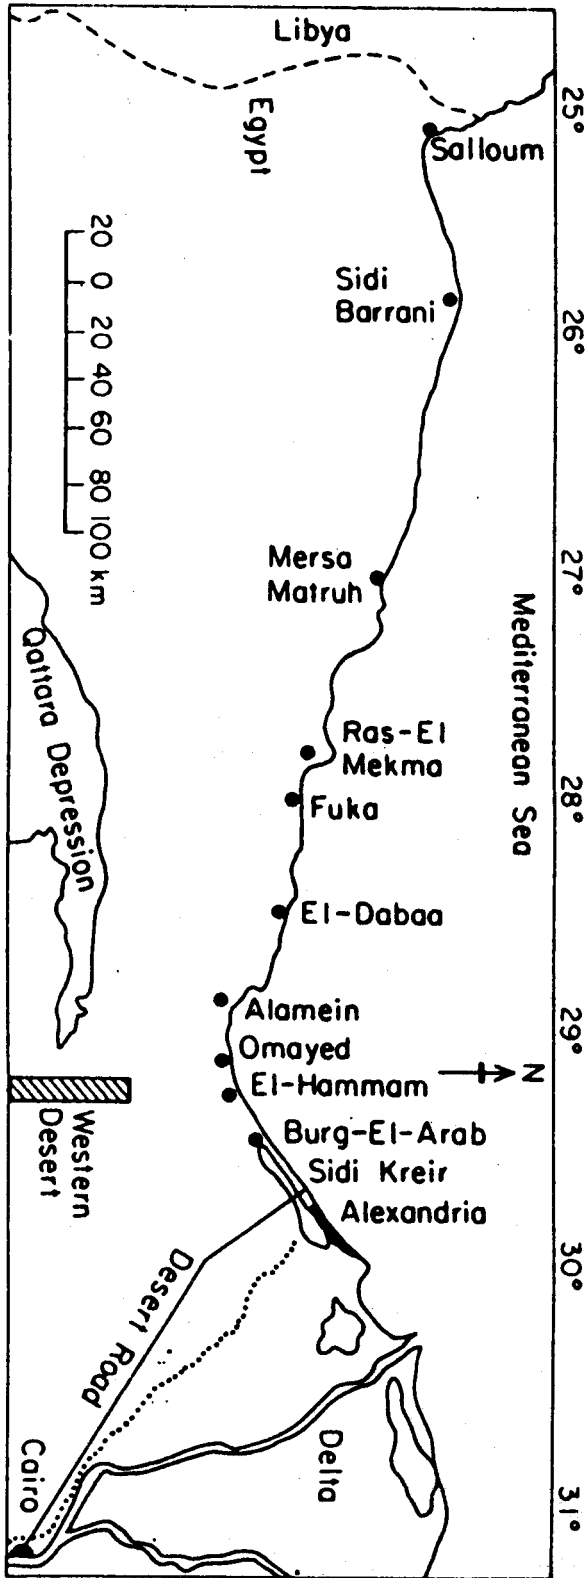 25°
26°
27°
28°
29°
30°
31°
Mediterranean Sea
N
Libya
Egypt
Salloum
Sidi
Barrani
Mersa
Matruh
Ras-El
Mekma
Fuka
El-Dabaa
Alamein
Omayed
El-Hammam
Burg-El-Arab
Sidi Kreir
Alexandria
20 0 20 40 60 80 100 km
Qattara Depression
Western
Desert
Desert Road
Delta
Cairo